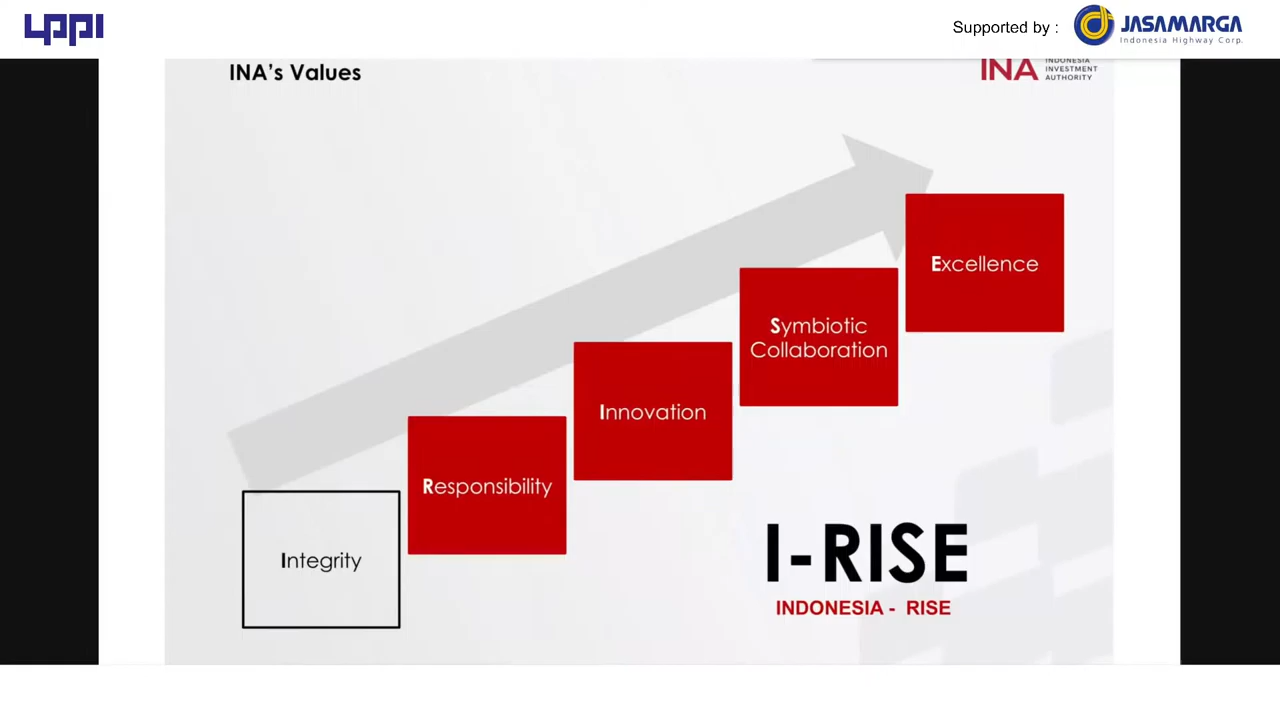 LPPI
Supported by :
JASAMARGA
Indonesia Highway Corp.
INA's Values
INA
INDONESIA
INVESTMENT
AUTHORITY
Excellence
Symbiotic
Collaboration
Innovation
Responsibility
Integrity
I-RISE
INDONESIA - RISE